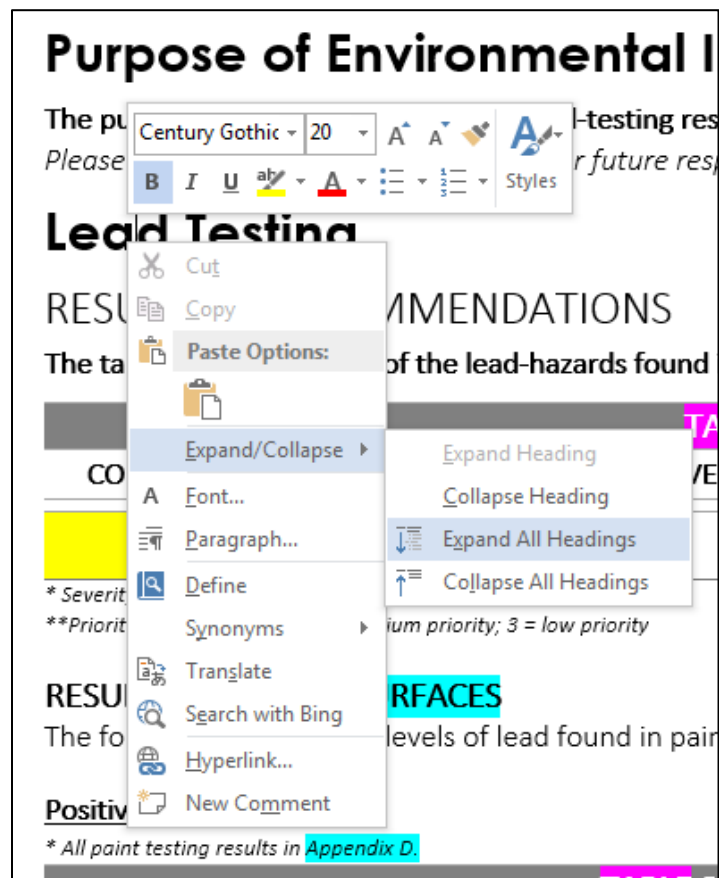 Purpose of Environmental
The pu
-testing res
Century Gothic
20
A A
Please
r future res
B I U ab A
Styles
Lead Testing
Cut
Copy
RESU MMENDATIONS
Paste Options:
The ta of the lead-hazards found
TA
Expand/Collapse
Expand Heading
CO VE
A Font...
Collapse Heading
Paragraph...
Expand All Headings
Define
Collapse All Headings
* Severit
**Priorit ium priority; 3 = low priority
Synonyms
Translate
RESU RFACES
Search with Bing
The fo levels of lead found in pain
Hyperlink...
Positiv
New Comment
* All paint testing results in Appendix D.